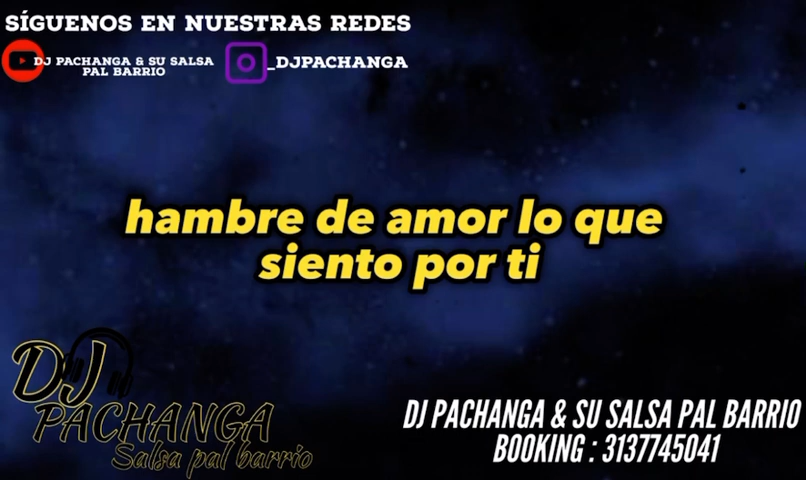 SÍGUENOS EN NUESTRAS REDES
DJ PACHANGA & SU SALSA
PAL BARRIO
_DJPACHANGA
hambre de amor lo que
siento por ti
DJ
PACHANGA
Salsa pal barrio
DJ PACHANGA & SU SALSA PAL BARRIO
BOOKING : 3137745041